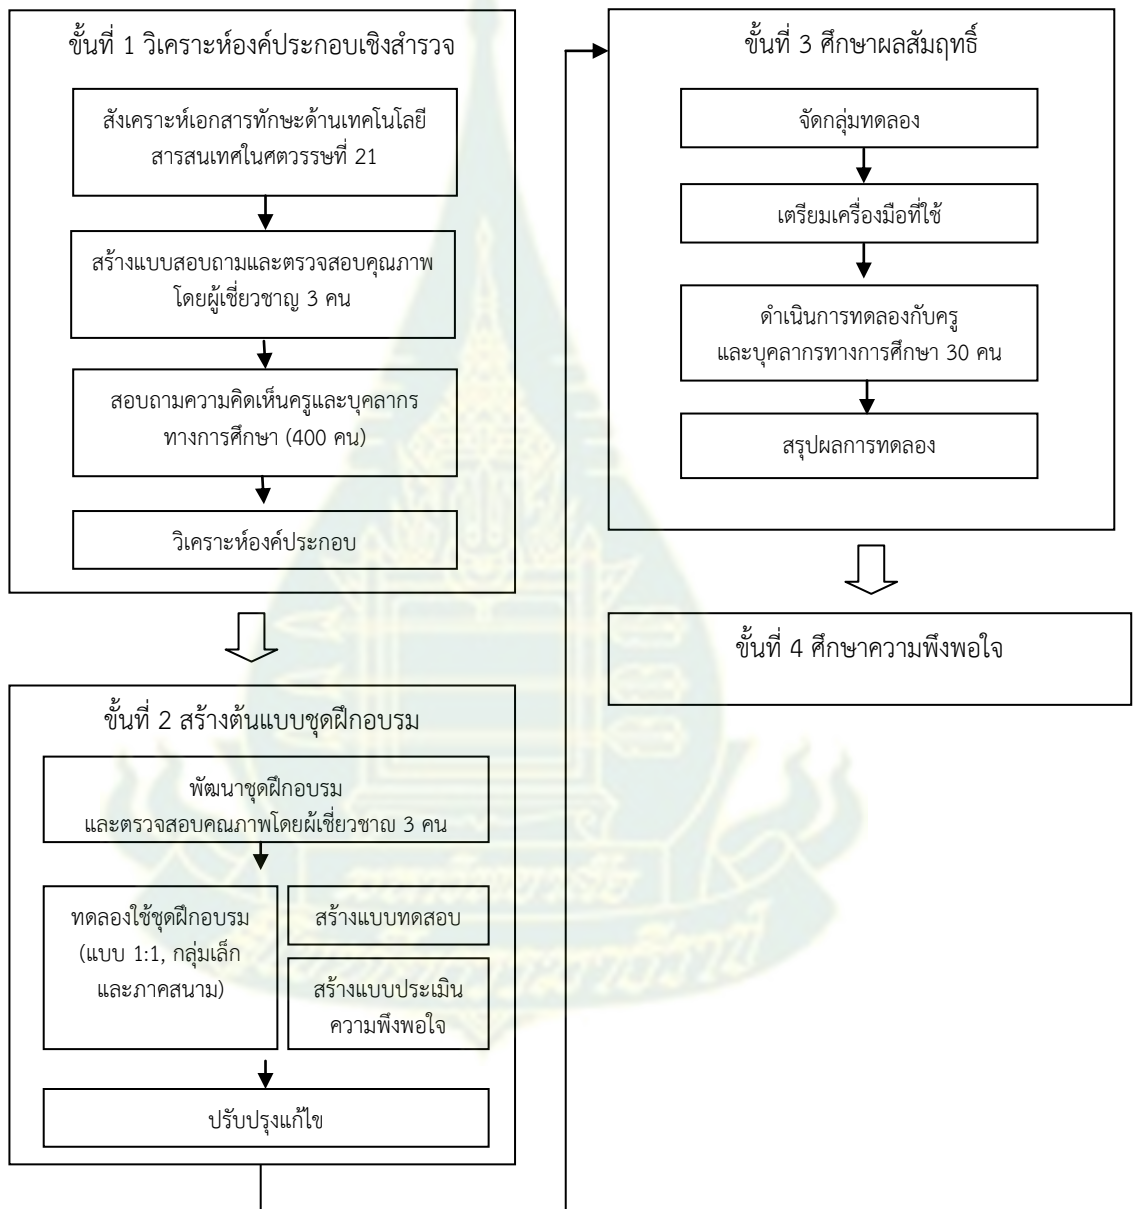 ขั้นที่ 1 วิเคราะห์องค์ประกอบเชิงสำรวจ
สังเคราะห์เอกสารทักษะด้านเทคโนโลยี
สารสนเทศในศตวรรษที่ 21
สร้างแบบสอบถามและตรวจสอบคุณภาพ
โดยผู้เชี่ยวชาญ 3 คน
สอบถามความคิดเห็นครูและบุคลากร
ทางการศึกษา (400 คน)
วิเคราะห์องค์ประกอบ
ขั้นที่ 2 สร้างต้นแบบชุดฝึกอบรม
พัฒนาชุดฝึกอบรม
และตรวจสอบคุณภาพโดยผู้เชี่ยวชาญ 3 คน
ทดลองใช้ชุดฝึกอบรม
(แบบ 1:1, กลุ่มเล็ก
และภาคสนาม)
สร้างแบบทดสอบ
สร้างแบบประเมิน
ความพึงพอใจ
ปรับปรุงแก้ไข
ขั้นที่ 3 ศึกษาผลสัมฤทธิ์
จัดกลุ่มทดลอง
เตรียมเครื่องมือที่ใช้
ดำเนินการทดลองกับครู
และบุคลากรทางการศึกษา 30 คน
สรุปผลการทดลอง
ขั้นที่ 4 ศึกษาความพึงพอใจ